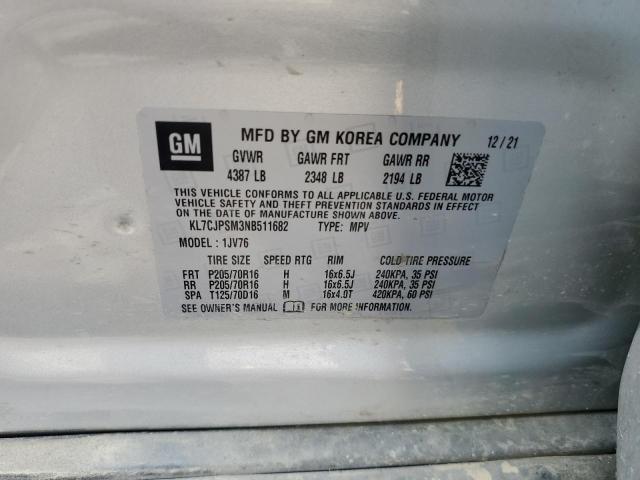 GM MFD BY GM KOREA COMPANY 12/21
GVWR GAWR FRT GAWR RR
4387 LB 2348 LB 2194 LB
THIS VEHICLE CONFORMS TO ALL APPLICABLE U.S. FEDERAL MOTOR
VEHICLE SAFETY AND THEFT PREVENTION STANDARDS IN EFFECT ON
THE DATE OF MANUFACTURE SHOWN ABOVE.
KL7CJPSM3NB511682 TYPE: MPV
MODEL : 1JV76
TIRE SIZE SPEED RTG RIM COLD TIRE PRESSURE
FRT P205/70R16 H 16x6.5J 240KPA, 35 PSI
RR P205/70R16 H 16x6.5J 240KPA, 35 PSI
SPA T125/70D16 M 16x4.0T 420KPA, 60 PSI
SEE OWNER'S MANUAL FOR MORE INFORMATION.